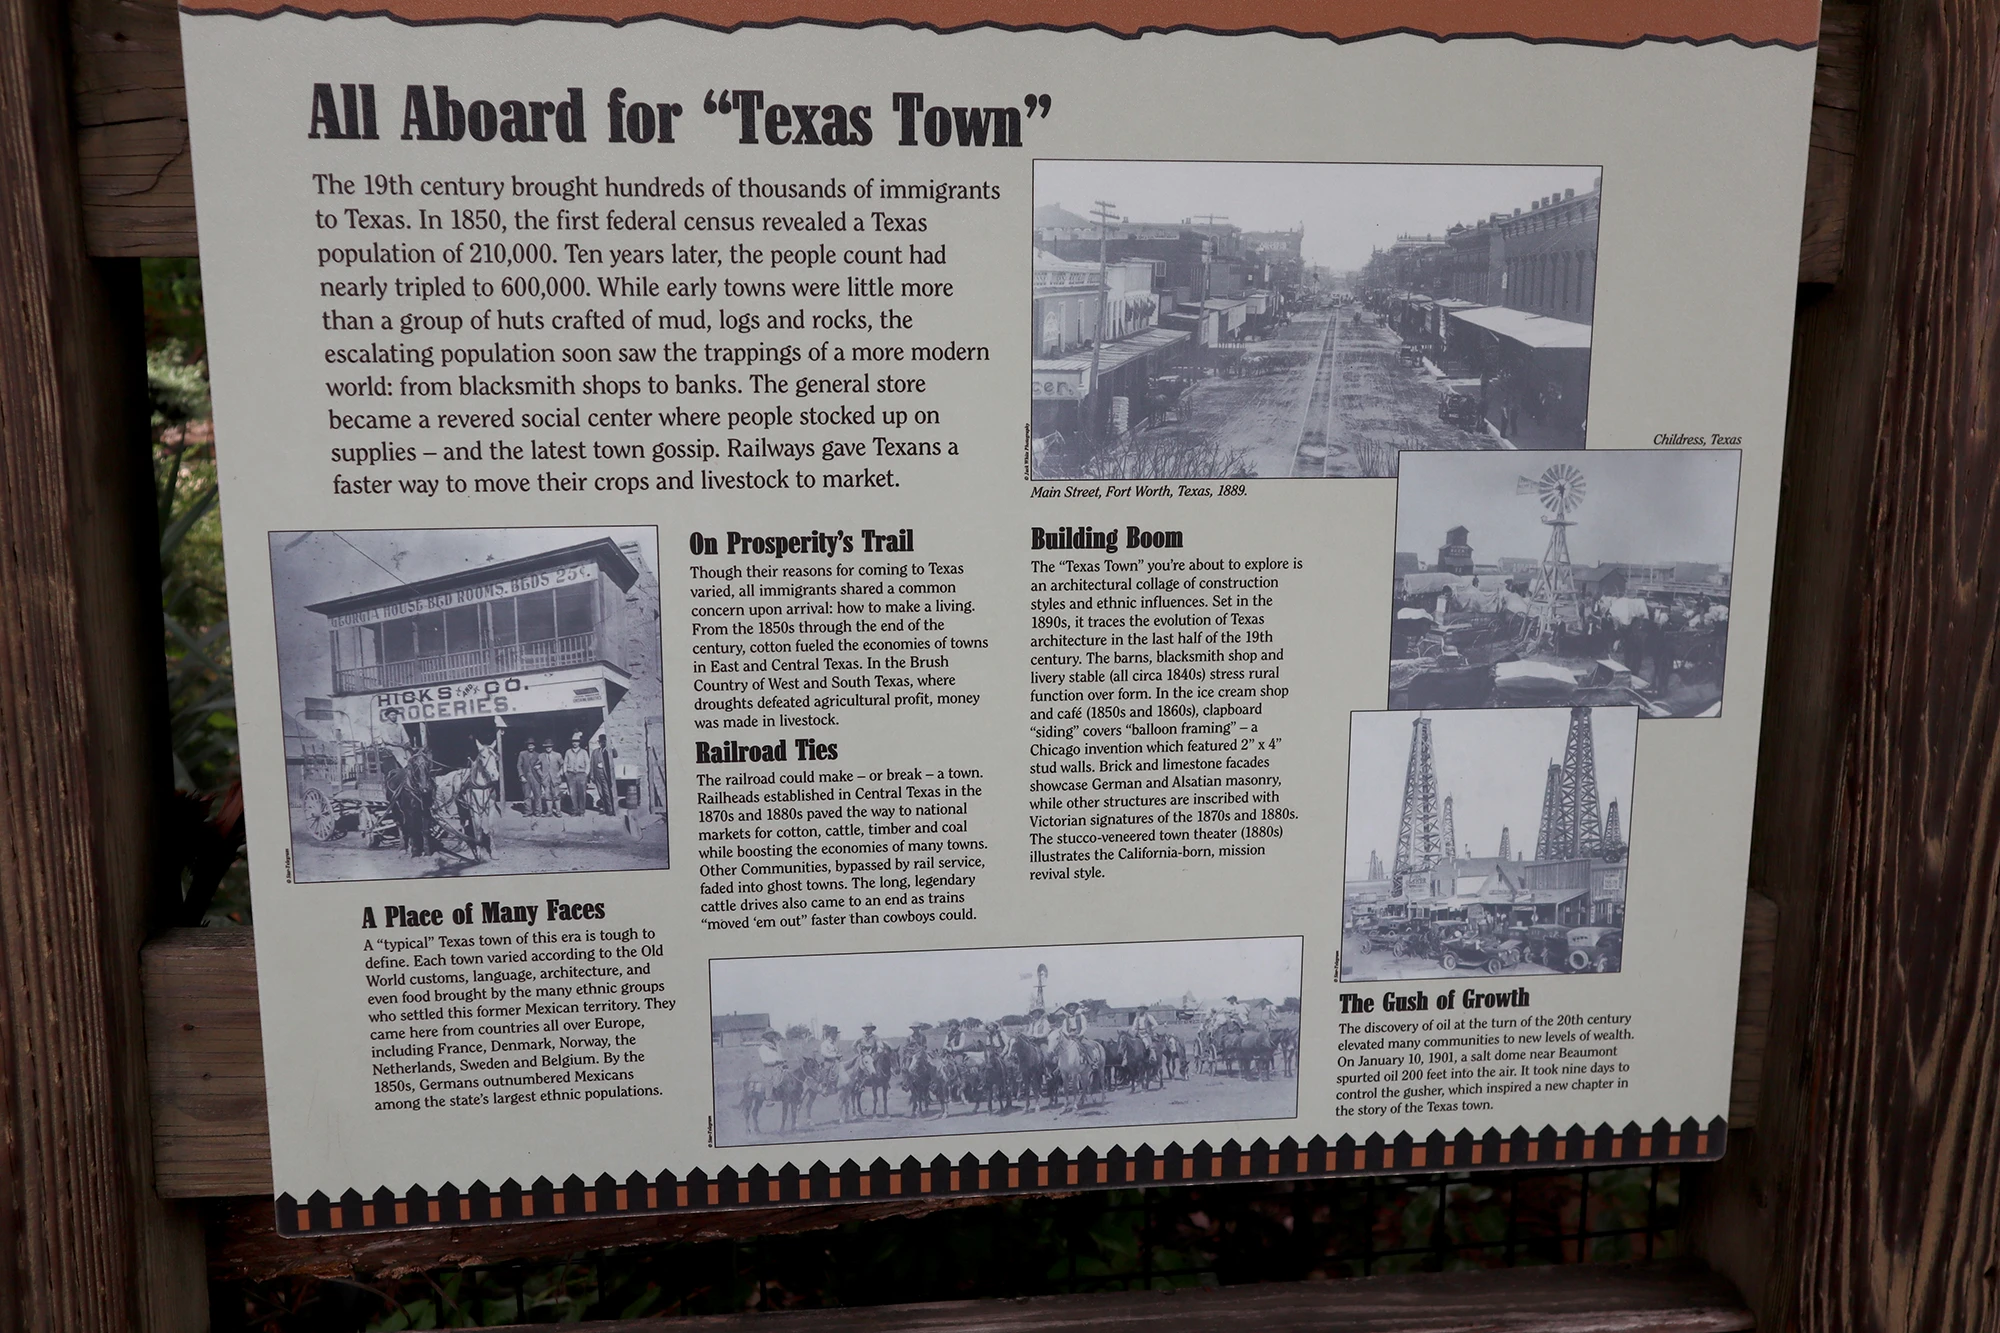 All Aboard for “Texas Town”
The 19th century brought hundreds of thousands of immigrants
to Texas. In 1850, the first federal census revealed a Texas
population of 210,000. Ten years later, the people count had
nearly tripled to 600,000. While early towns were little more
than a group of huts crafted of mud, logs and rocks, the
escalating population soon saw the trappings of a more modern
world: from blacksmith shops to banks. The general store
became a revered social center where people stocked up on
supplies – and the latest town gossip. Railways gave Texans a
faster way to move their crops and livestock to market.
© Jack White Photography
Main Street, Fort Worth, Texas, 1889.
Childress, Texas
GEORGIA HOUSE BED ROOMS. BEDS 25¢.
HICKS AND CO.
GROCERIES.
© Star-Telegram
A Place of Many Faces
A “typical” Texas town of this era is tough to
define. Each town varied according to the Old
World customs, language, architecture, and
even food brought by the many ethnic groups
who settled this former Mexican territory. They
came here from countries all over Europe,
including France, Denmark, Norway, the
Netherlands, Sweden and Belgium. By the
1850s, Germans outnumbered Mexicans
among the state’s largest ethnic populations.
On Prosperity’s Trail
Though their reasons for coming to Texas
varied, all immigrants shared a common
concern upon arrival: how to make a living.
From the 1850s through the end of the
century, cotton fueled the economies of towns
in East and Central Texas. In the Brush
Country of West and South Texas, where
droughts defeated agricultural profit, money
was made in livestock.
Railroad Ties
The railroad could make – or break – a town.
Railheads established in Central Texas in the
1870s and 1880s paved the way to national
markets for cotton, cattle, timber and coal
while boosting the economies of many towns.
Other Communities, bypassed by rail service,
faded into ghost towns. The long, legendary
cattle drives also came to an end as trains
“moved ‘em out” faster than cowboys could.
© Star-Telegram
Building Boom
The “Texas Town” you’re about to explore is
an architectural collage of construction
styles and ethnic influences. Set in the
1890s, it traces the evolution of Texas
architecture in the last half of the 19th
century. The barns, blacksmith shop and
livery stable (all circa 1840s) stress rural
function over form. In the ice cream shop
and café (1850s and 1860s), clapboard
“siding” covers “balloon framing” – a
Chicago invention which featured 2” x 4”
stud walls. Brick and limestone facades
showcase German and Alsatian masonry,
while other structures are inscribed with
Victorian signatures of the 1870s and 1880s.
The stucco-veneered town theater (1880s)
illustrates the California-born, mission
revival style.
© Star-Telegram
The Gush of Growth
The discovery of oil at the turn of the 20th century
elevated many communities to new levels of wealth.
On January 10, 1901, a salt dome near Beaumont
spurted oil 200 feet into the air. It took nine days to
control the gusher, which inspired a new chapter in
the story of the Texas town.